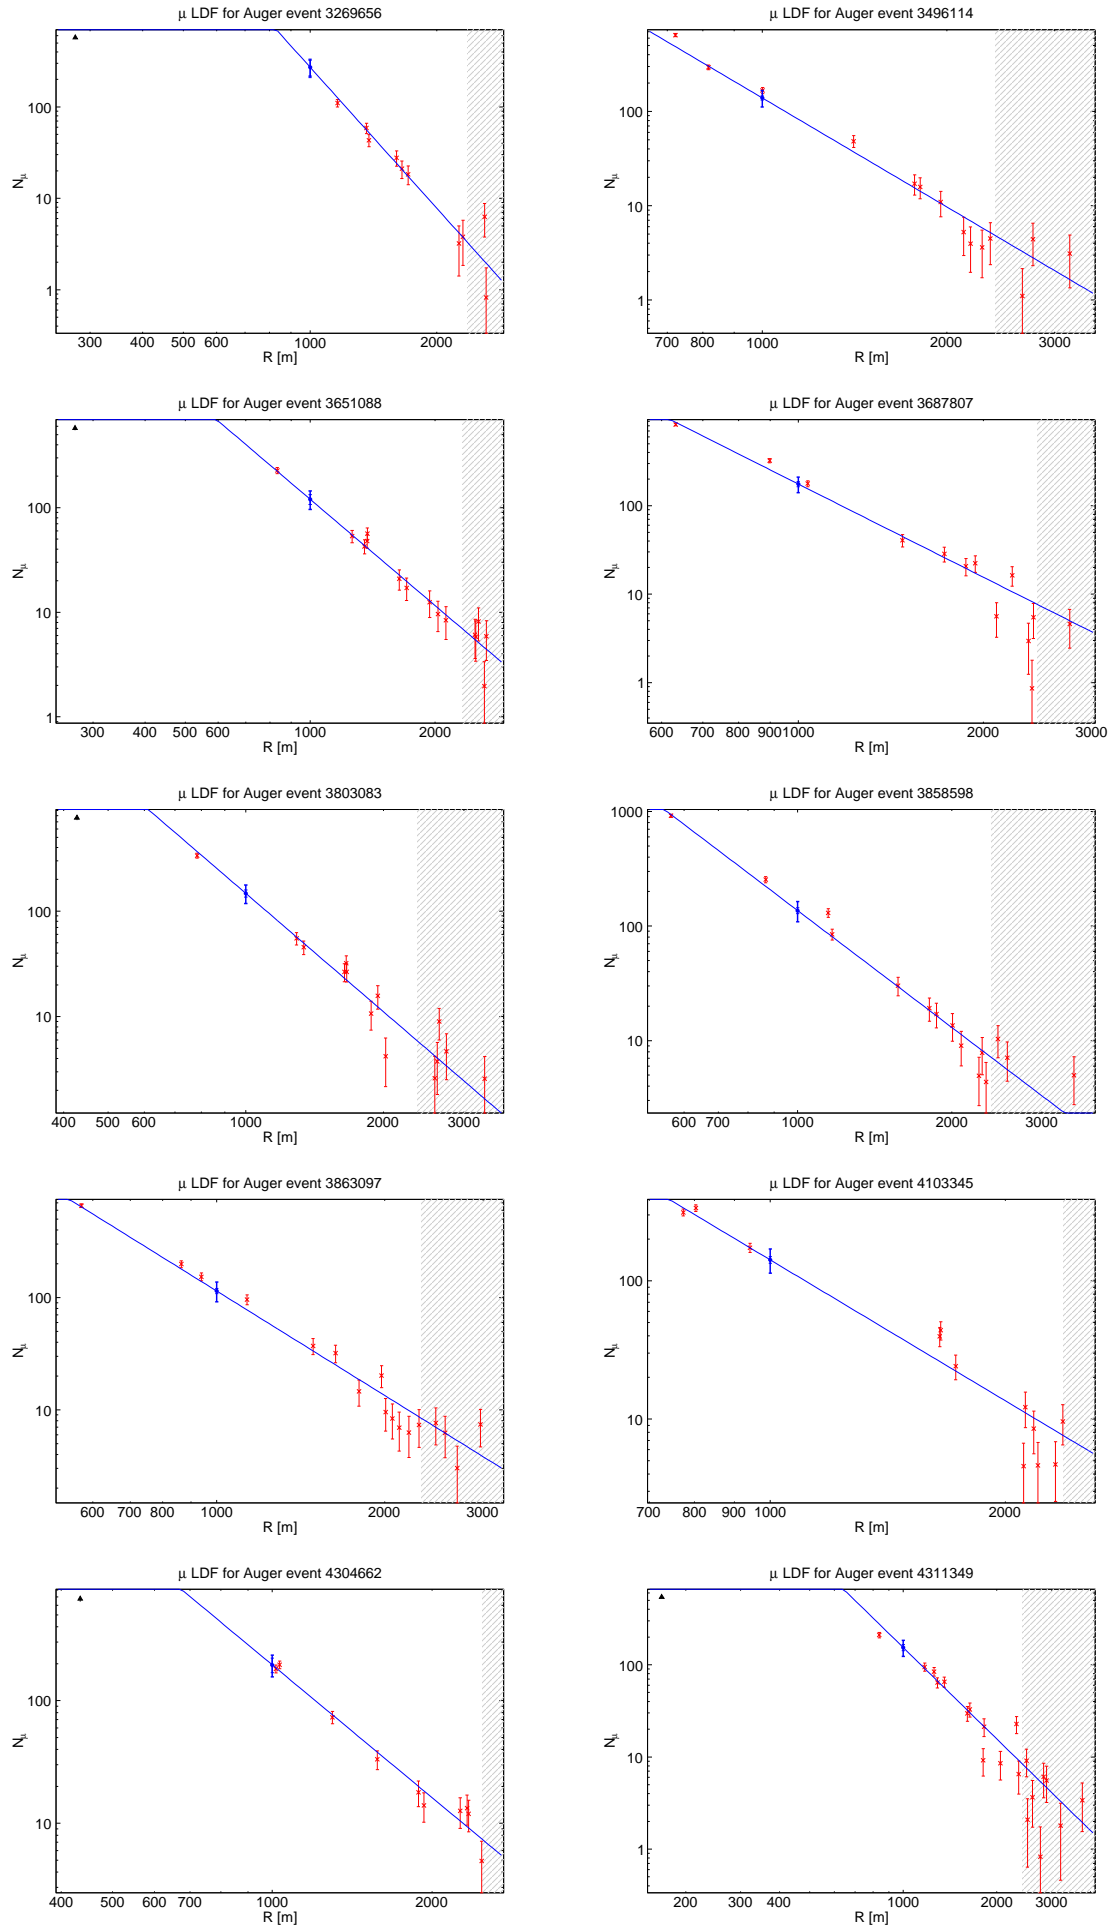 μ LDF for Auger event 3269656
100
10
1
N_μ
300 400 500 600 1000 2000
R [m]
μ LDF for Auger event 3496114
100
10
1
N_μ
700 800 1000 2000 3000
R [m]
μ LDF for Auger event 3651088
100
10
1
N_μ
300 400 500 600 1000 2000
R [m]
μ LDF for Auger event 3687807
100
10
1
N_μ
600 700 800 9001000 2000 3000
R [m]
μ LDF for Auger event 3803083
100
10
N_μ
400 500 600 1000 2000 3000
R [m]
μ LDF for Auger event 3858598
1000
100
10
N_μ
600 700 1000 2000 3000
R [m]
μ LDF for Auger event 3863097
100
10
N_μ
600 700 800 1000 2000 3000
R [m]
μ LDF for Auger event 4103345
100
10
N_μ
700 800 900 1000 2000
R [m]
μ LDF for Auger event 4304662
100
10
N_μ
400 500 600 700 1000 2000
R [m]
μ LDF for Auger event 4311349
100
10
1
N_μ
200 300 400 1000 2000 3000
R [m]